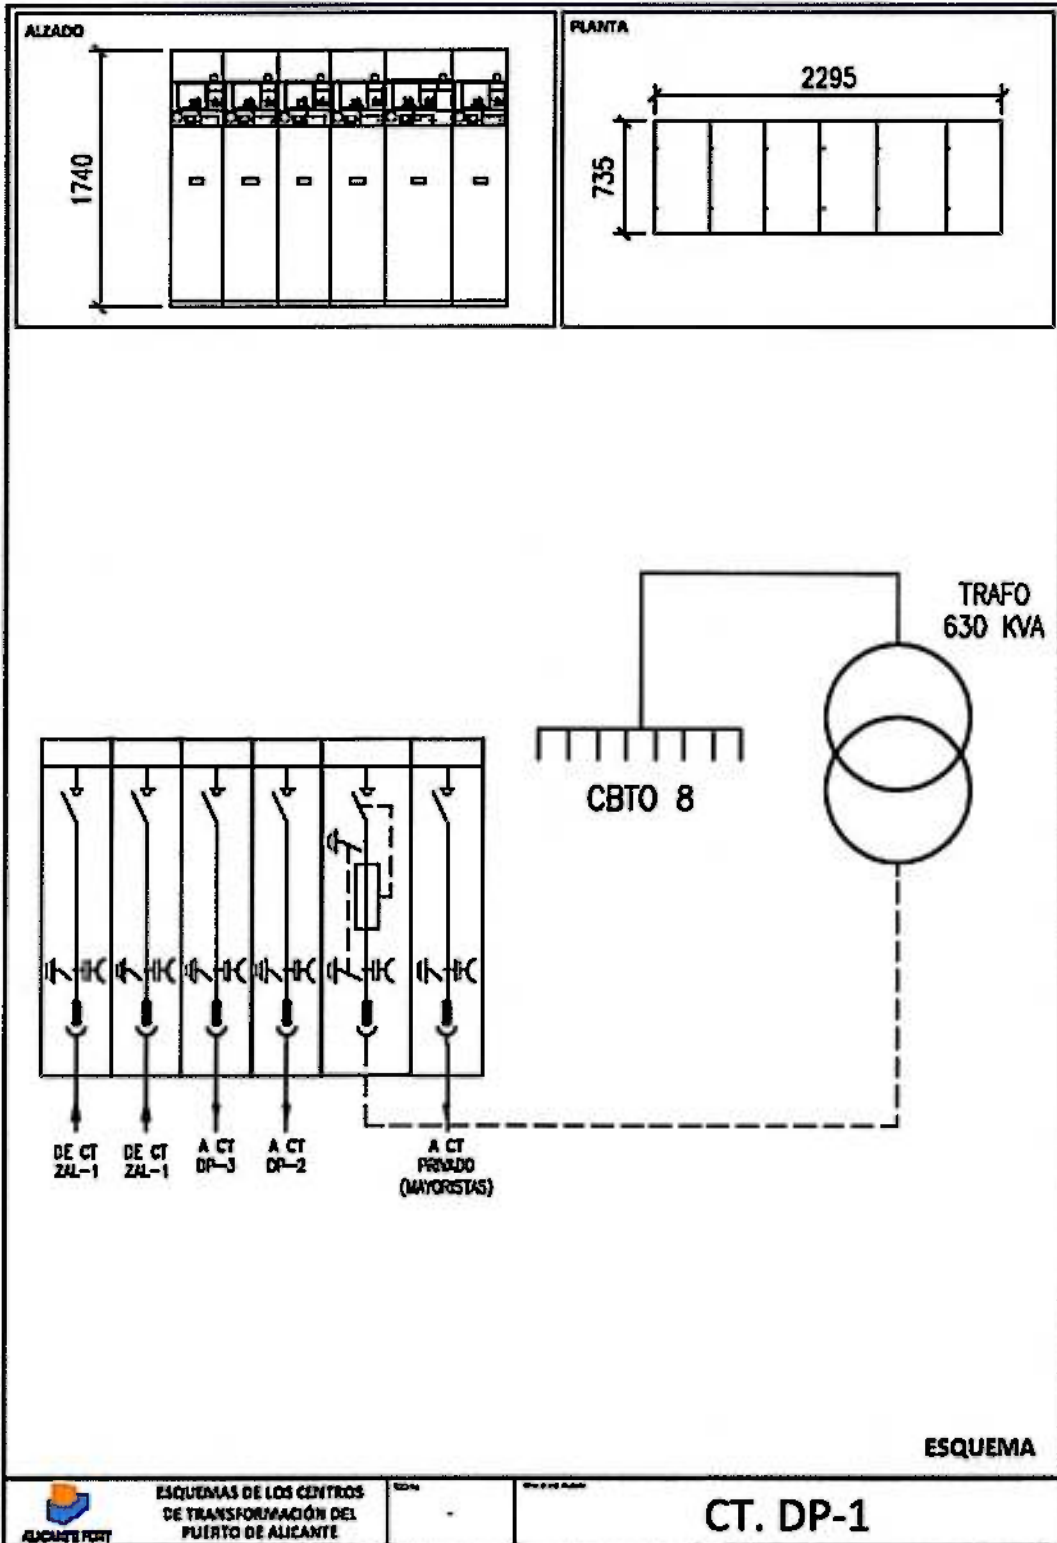 ALZADO
1740
PLANTA
2295
735
TRAFO
630 KVA
CBTO 8
DE CT
ZAL-1
DE CT
ZAL-1
A CT
DP-3
A CT
DP-2
A CT
PRIVADO
(MAYORISTAS)
ESQUEMA
ALICANTE PORT
ESQUEMAS DE LOS CENTROS
DE TRANSFORMACIÓN DEL
PUERTO DE ALICANTE
-
CT. DP-1